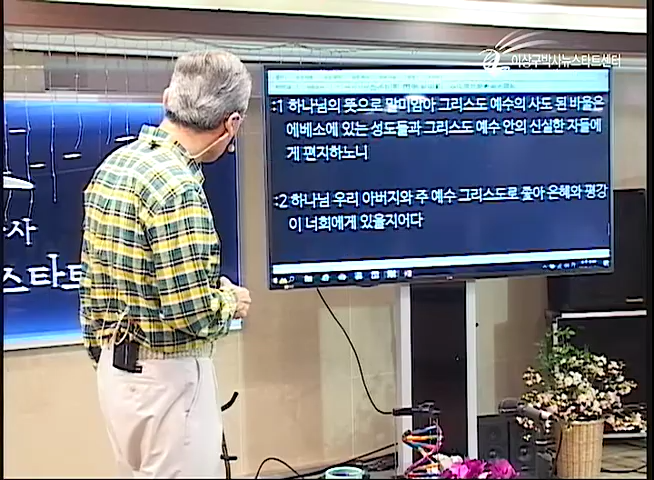 이상구박사뉴스타트센터
:1 하나님의 뜻으로 말미암아 그리스도 예수의 사도 된 바울은
에베소에 있는 성도들과 그리스도 예수 안의 신실한 자들에
게 편지하노니
:2 하나님 우리 아버지와 주 예수 그리스도로 좇아 은혜와 평강
이 너희에게 있을지어다
자
스타트